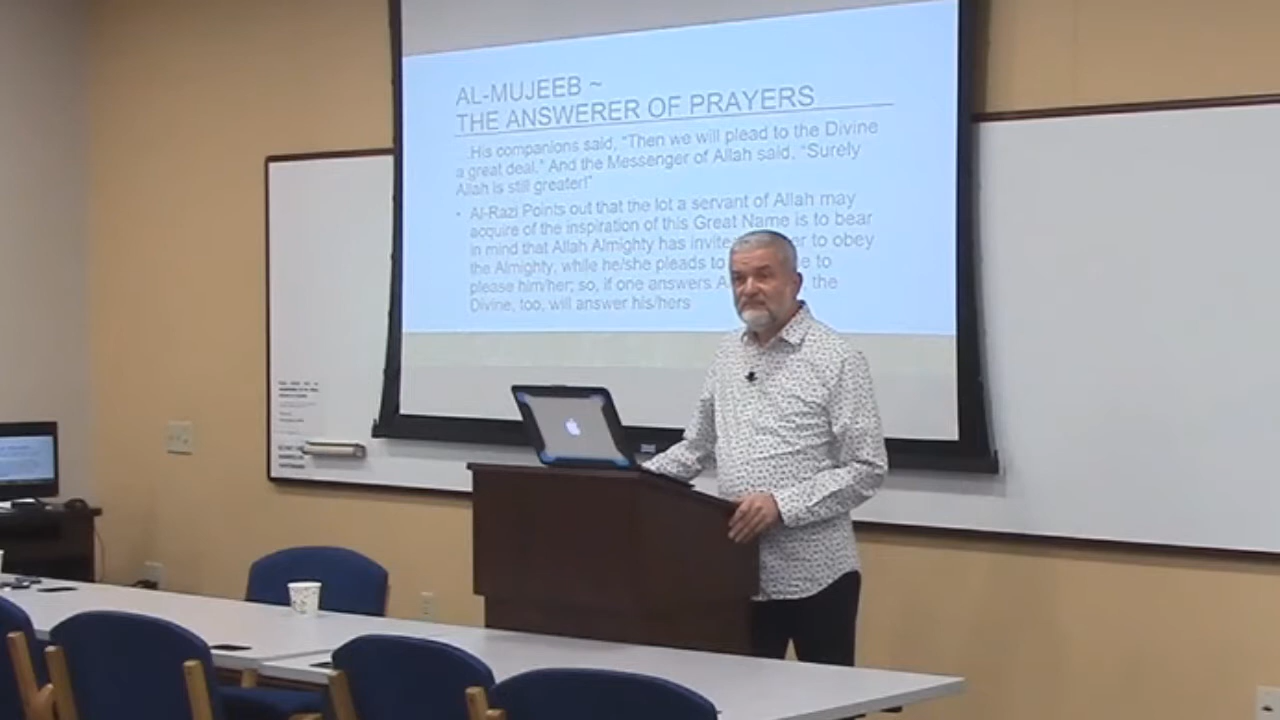 AL-MUJEEB ~
THE ANSWERER OF PRAYERS
..His companions said, "Then we will plead to the Divine
a great deal." And the Messenger of Allah said, "Surely
Allah is still greater!"
• Al-Razi Points out that the lot a servant of Allah may
acquire of the inspiration of this Great Name is to bear
in mind that Allah Almighty has to obey
the Almighty, while he/she pleads to to
please him/her; so, if one answers the
Divine, too, will answer his/hers